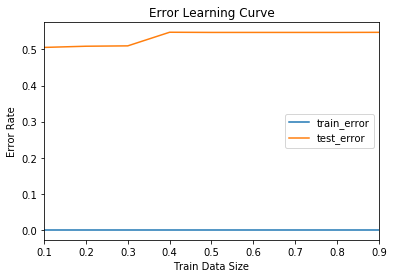 Error Learning Curve
Error Rate
0.5
0.4
0.3
0.2
0.1
0.0
train_error
test_error
0.1 0.2 0.3 0.4 0.5 0.6 0.7 0.8 0.9
Train Data Size